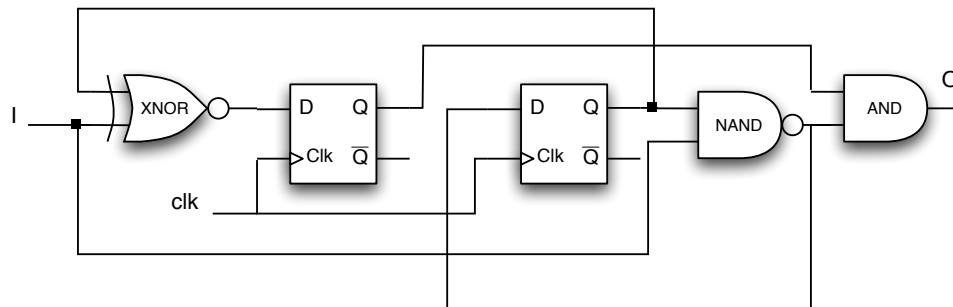 I
XNOR
D Q
Clk Q̅
clk
D Q
Clk Q̅
NAND
AND